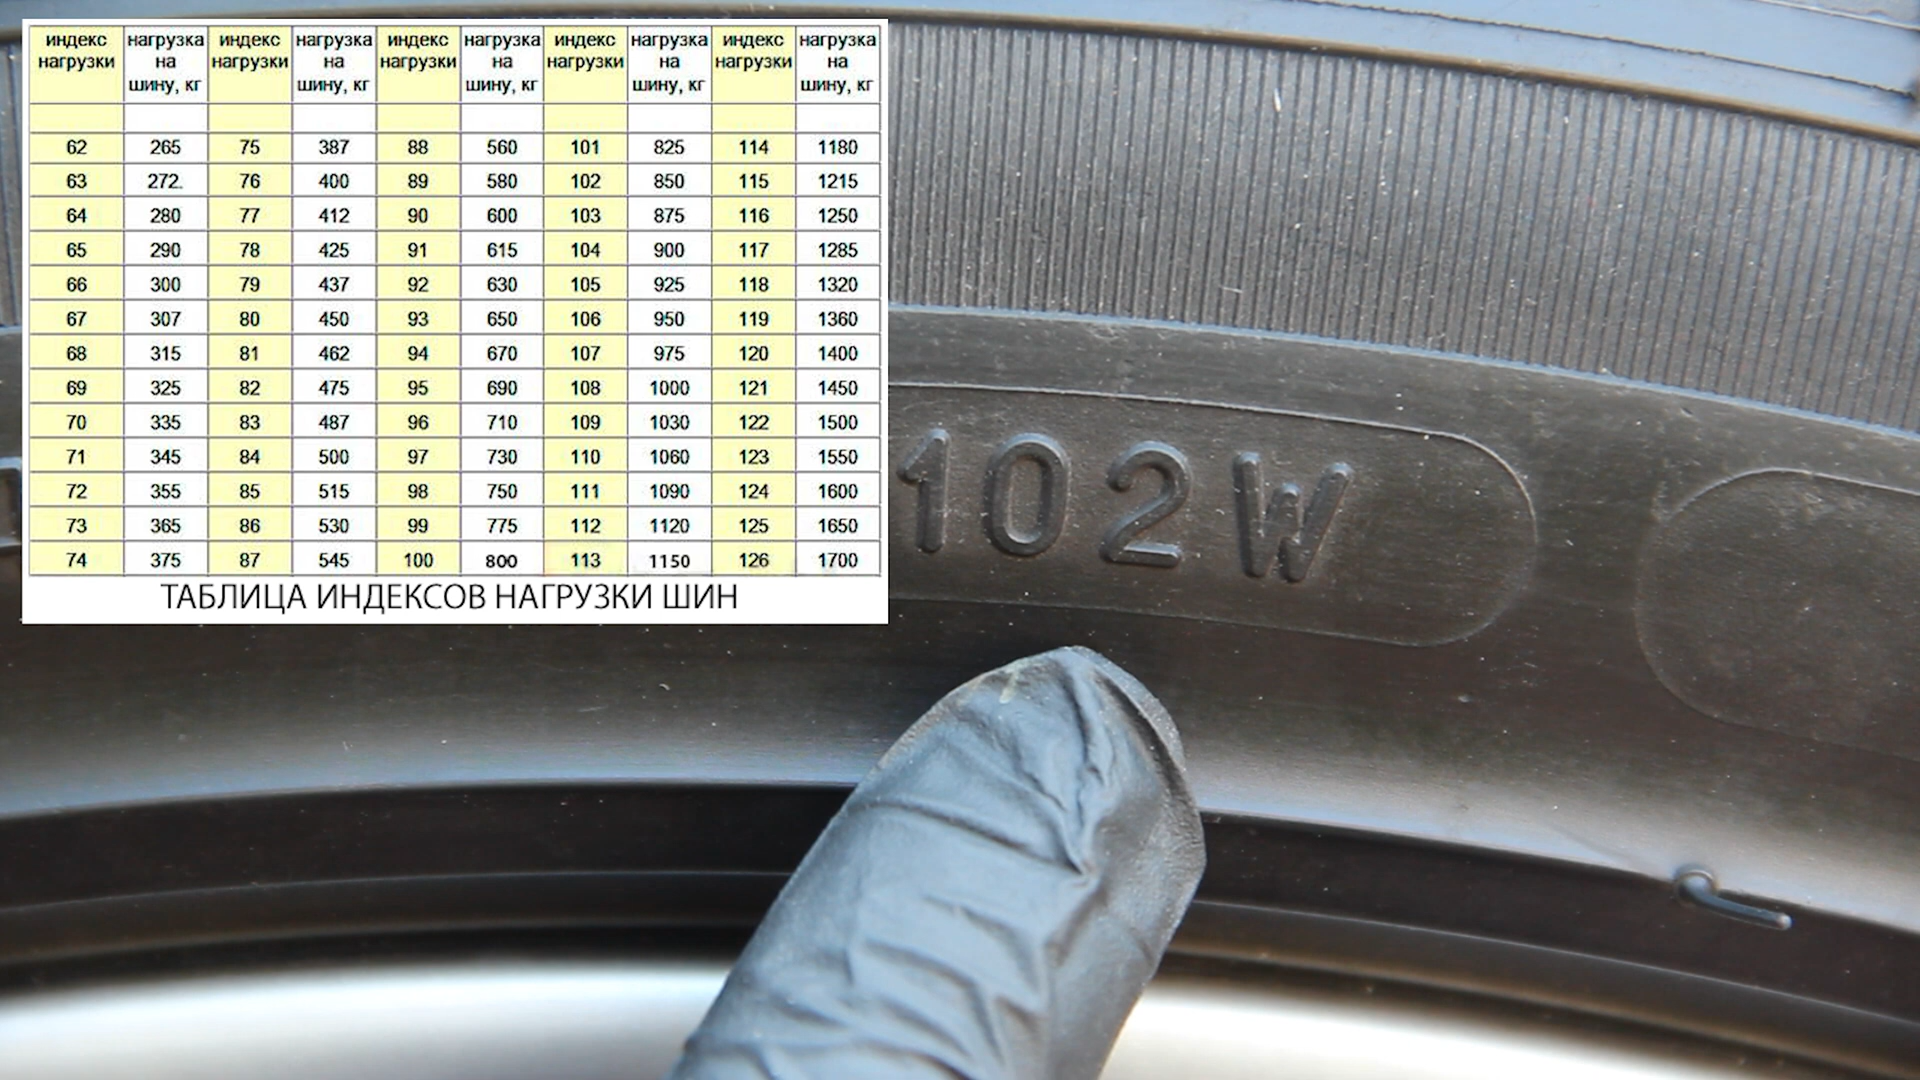 индекс нагрузки нагрузка на шину, кг индекс нагрузки нагрузка на шину, кг индекс нагрузки нагрузка на шину, кг индекс нагрузки нагрузка на шину, кг индекс нагрузки нагрузка на шину, кг
62 265 75 387 88 560 101 825 114 1180
63 272 76 400 89 580 102 850 115 1215
64 280 77 412 90 600 103 875 116 1250
65 290 78 425 91 615 104 900 117 1285
66 300 79 437 92 630 105 925 118 1320
67 307 80 450 93 650 106 950 119 1360
68 315 81 462 94 670 107 975 120 1400
69 325 82 475 95 690 108 1000 121 1450
70 335 83 487 96 710 109 1030 122 1500
71 345 84 500 97 730 110 1060 123 1550
72 355 85 515 98 750 111 1090 124 1600
73 365 86 530 99 775 112 1120 125 1650
74 375 87 545 100 800 113 1150 126 1700
ТАБЛИЦА ИНДЕКСОВ НАГРУЗКИ ШИН
102W